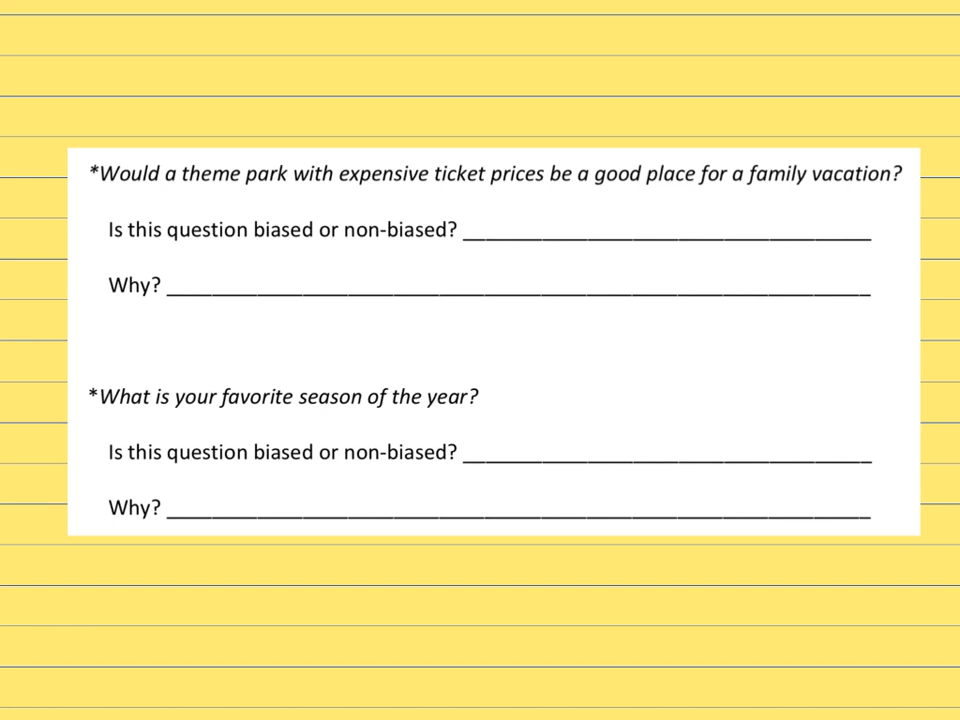 *Would a theme park with expensive ticket prices be a good place for a family vacation?
Is this question biased or non-biased? ____________________________________
Why? ______________________________________________________________
*What is your favorite season of the year?
Is this question biased or non-biased? ____________________________________
Why? ______________________________________________________________